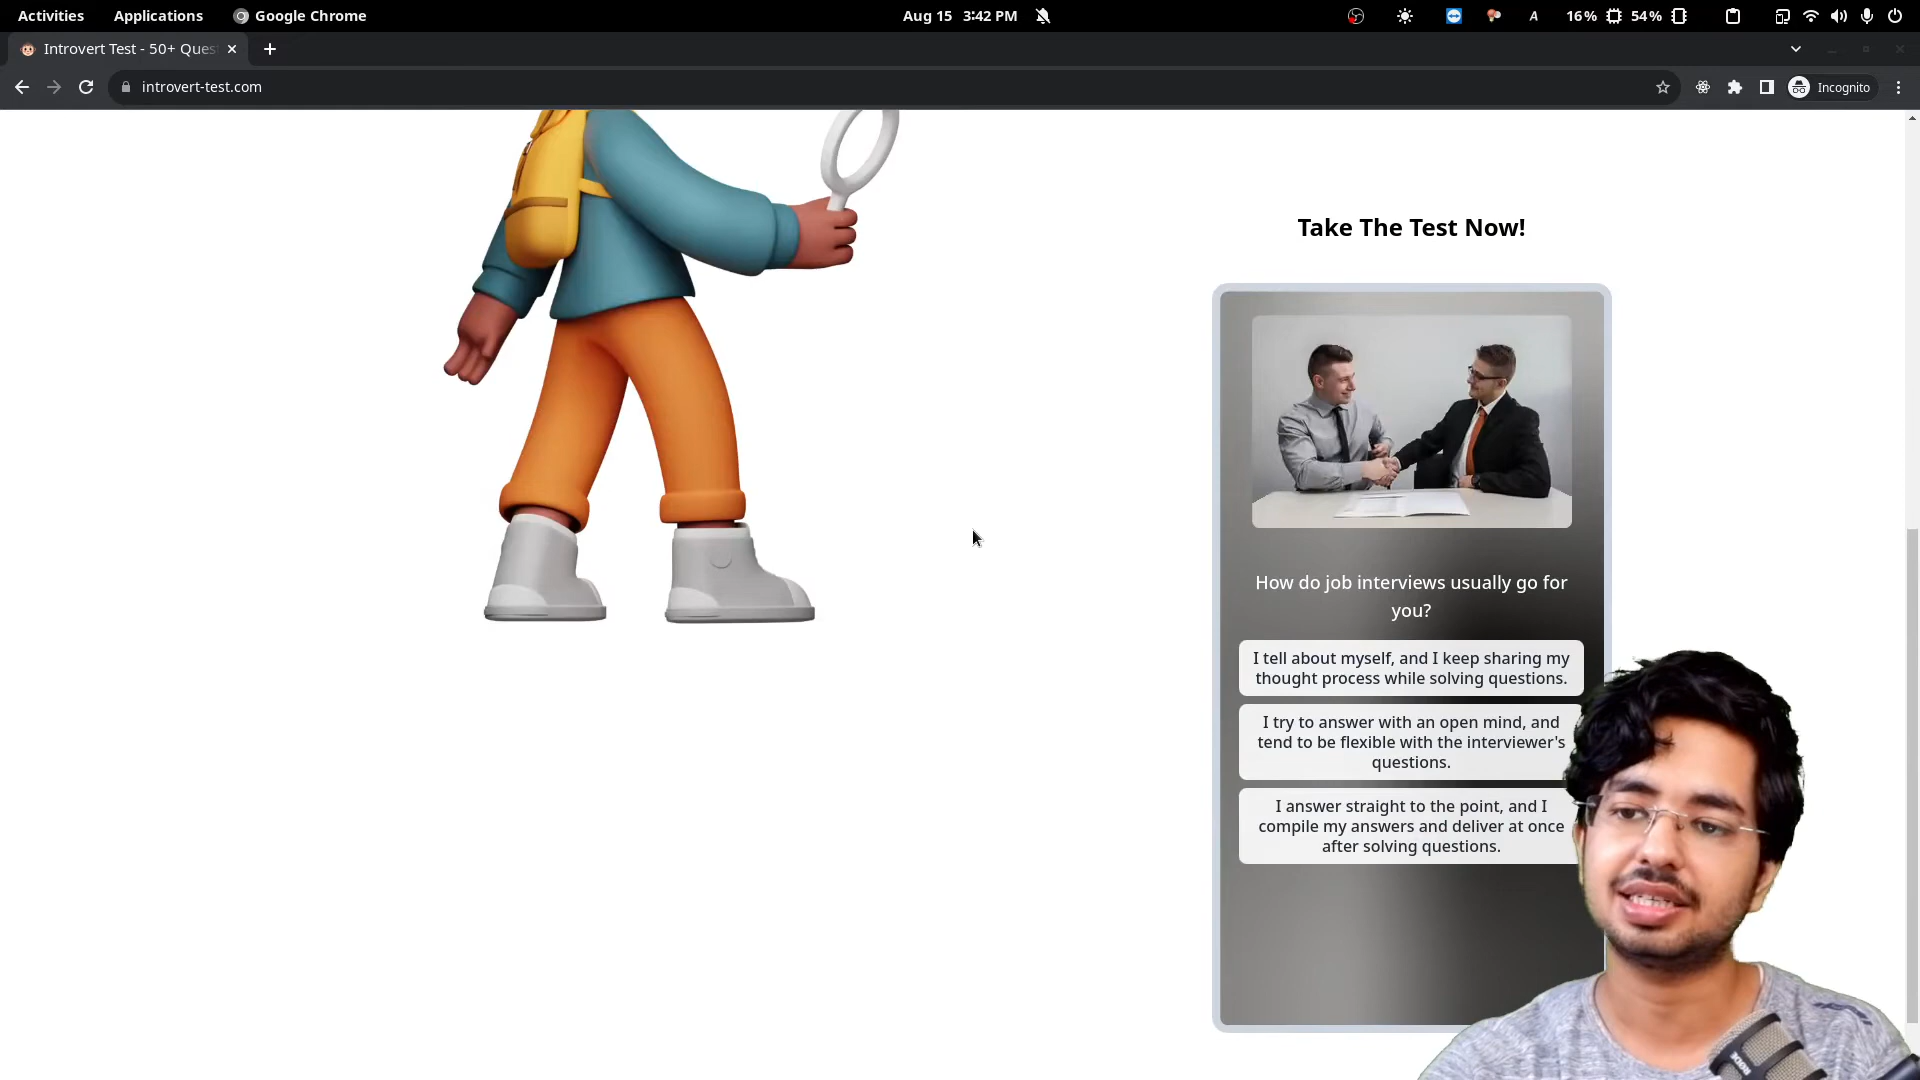 Activities Applications Google Chrome Aug 15 3:42 PM A 16% 54%
Introvert Test - 50+ Ques
introvert-test.com Incognito
Take The Test Now!
How do job interviews usually go for
you?
I tell about myself, and I keep sharing my
thought process while solving questions.
I try to answer with an open mind, and
tend to be flexible with the interviewer's
questions.
I answer straight to the point, and I
compile my answers and deliver at once
after solving questions.
RODE